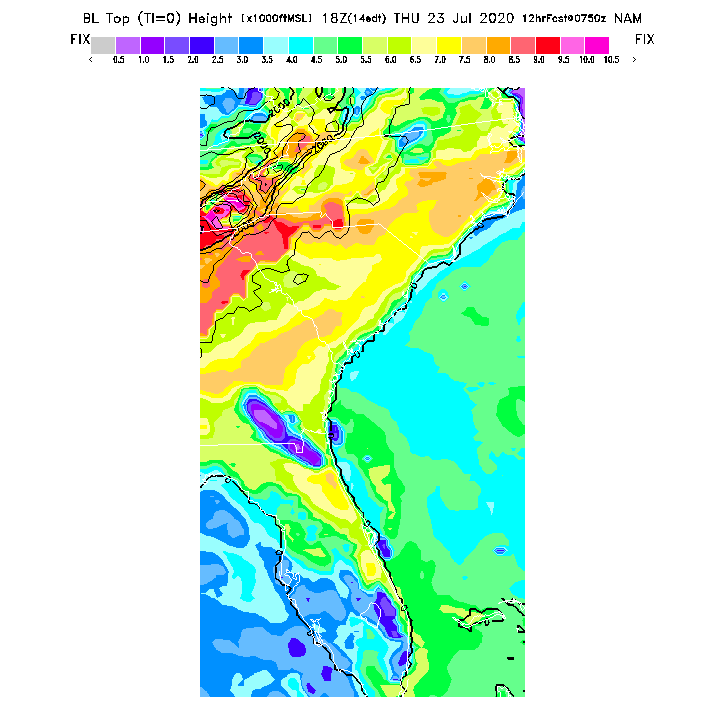 BL Top (TI=0) Height [x1000ftMSL] 18Z(14edt) THU 23 Jul 2020 12hrFcst@0750z NAM
FIX FIX
< 0.5 1.0 1.5 2.0 2.5 3.0 3.5 4.0 4.5 5.0 5.5 6.0 6.5 7.0 7.5 8.0 8.5 9.0 9.5 10.0 10.5 >
2000
2000
2000